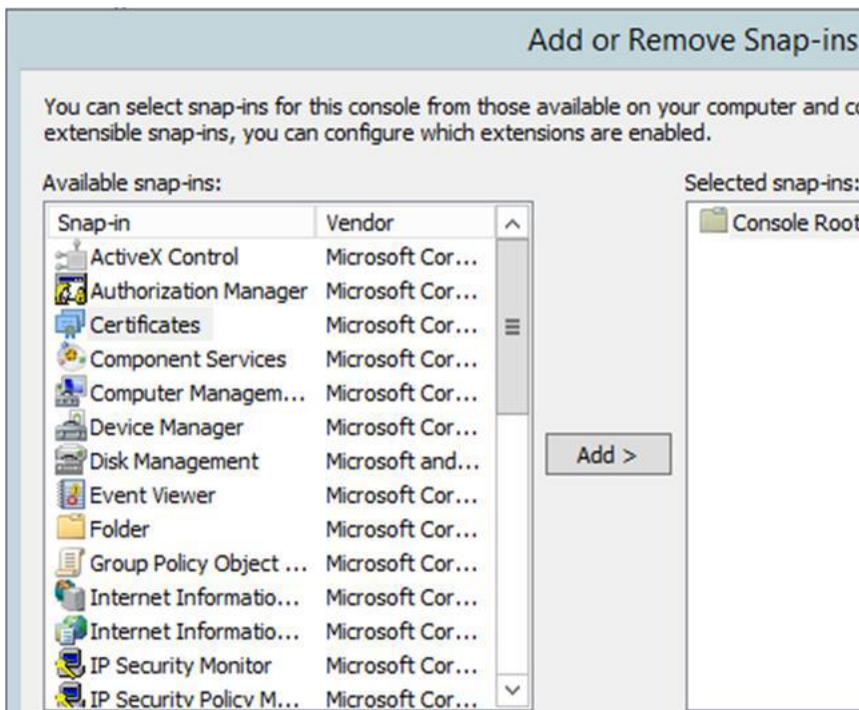 Add or Remove Snap-ins
You can select snap-ins for this console from those available on your computer and co
extensible snap-ins, you can configure which extensions are enabled.
Available snap-ins:
Selected snap-ins:
Snap-in Vendor
Console Root
ActiveX Control Microsoft Cor...
Authorization Manager Microsoft Cor...
Certificates Microsoft Cor...
Component Services Microsoft Cor...
Computer Managem... Microsoft Cor...
Device Manager Microsoft Cor...
Disk Management Microsoft and...
Add >
Event Viewer Microsoft Cor...
Folder Microsoft Cor...
Group Policy Object ... Microsoft Cor...
Internet Informatio... Microsoft Cor...
Internet Informatio... Microsoft Cor...
IP Security Monitor Microsoft Cor...
IP Security Policy M... Microsoft Cor...